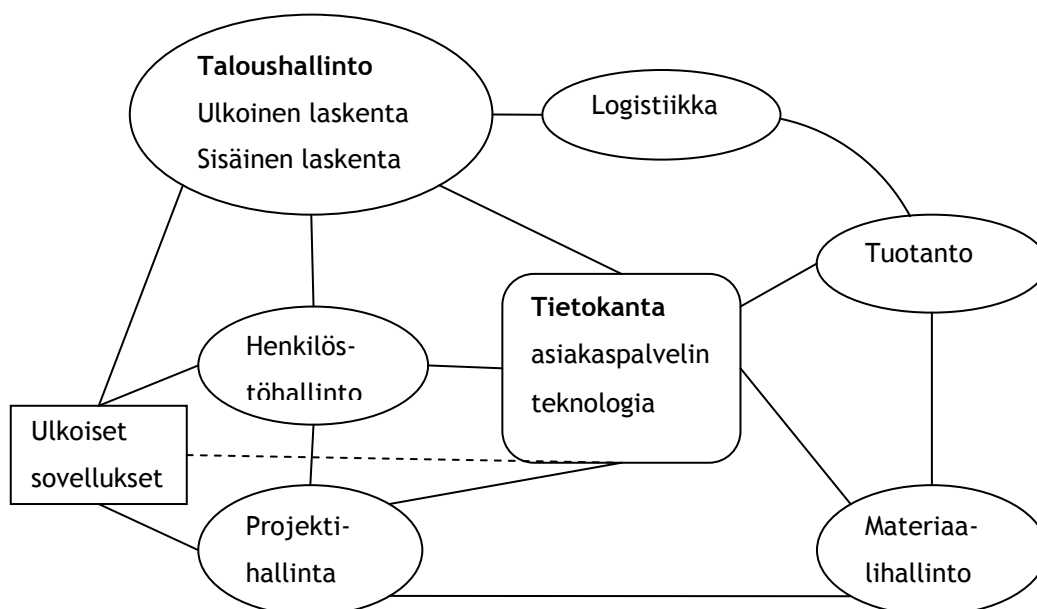 Taloushallinto
Ulkoinen laskenta
Sisäinen laskenta
Logistiikka
Tuotanto
Tietokanta
asiakaspalvelin
teknologia
Henkilös-
töhallinto
Ulkoiset
sovellukset
Projekti-
hallinta
Materiaa-
lihallinto